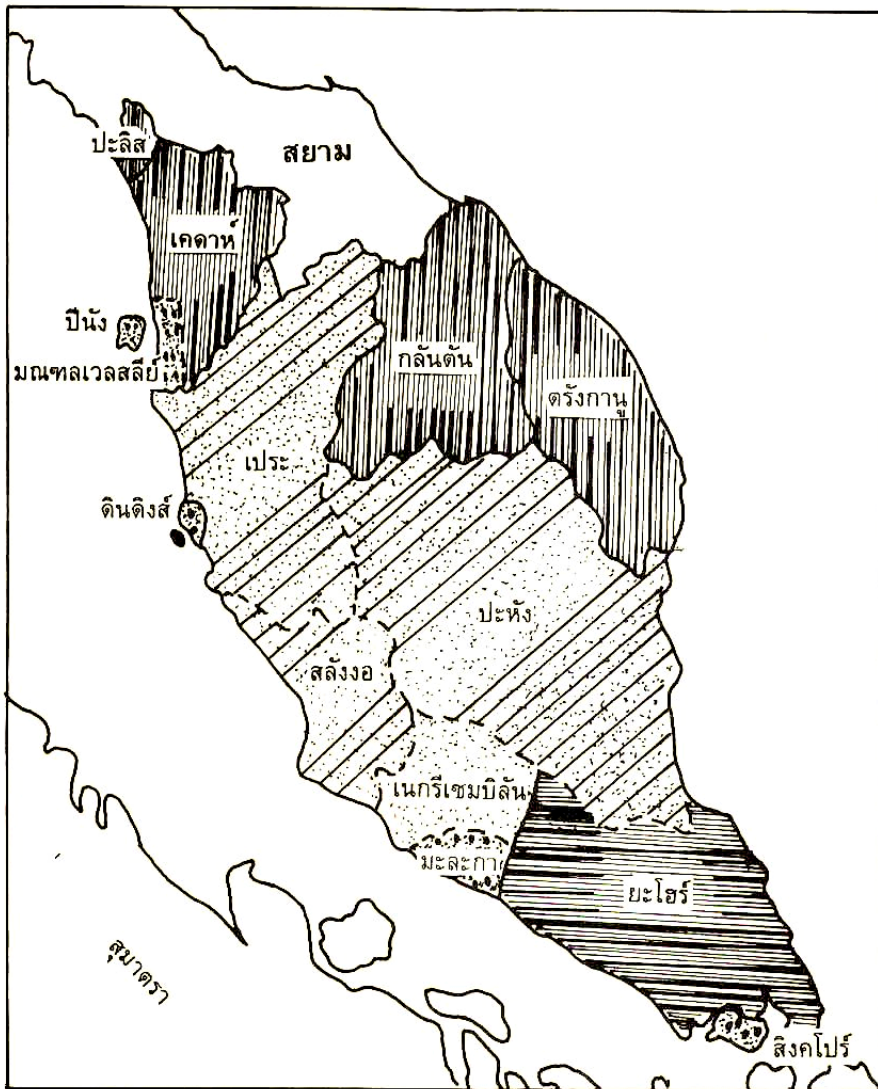 ปะลิส
สยาม
เคดาห์
ปีนัง
มณฑลเวลสลีย์
กลันตัน
ตรังกานู
เประ
ดินดิงส์
ปะหัง
สลังงอ
เนกรีเซมบิลัน
มะละกา
ยะโฮร์
สุมาตรา
สิงคโปร์